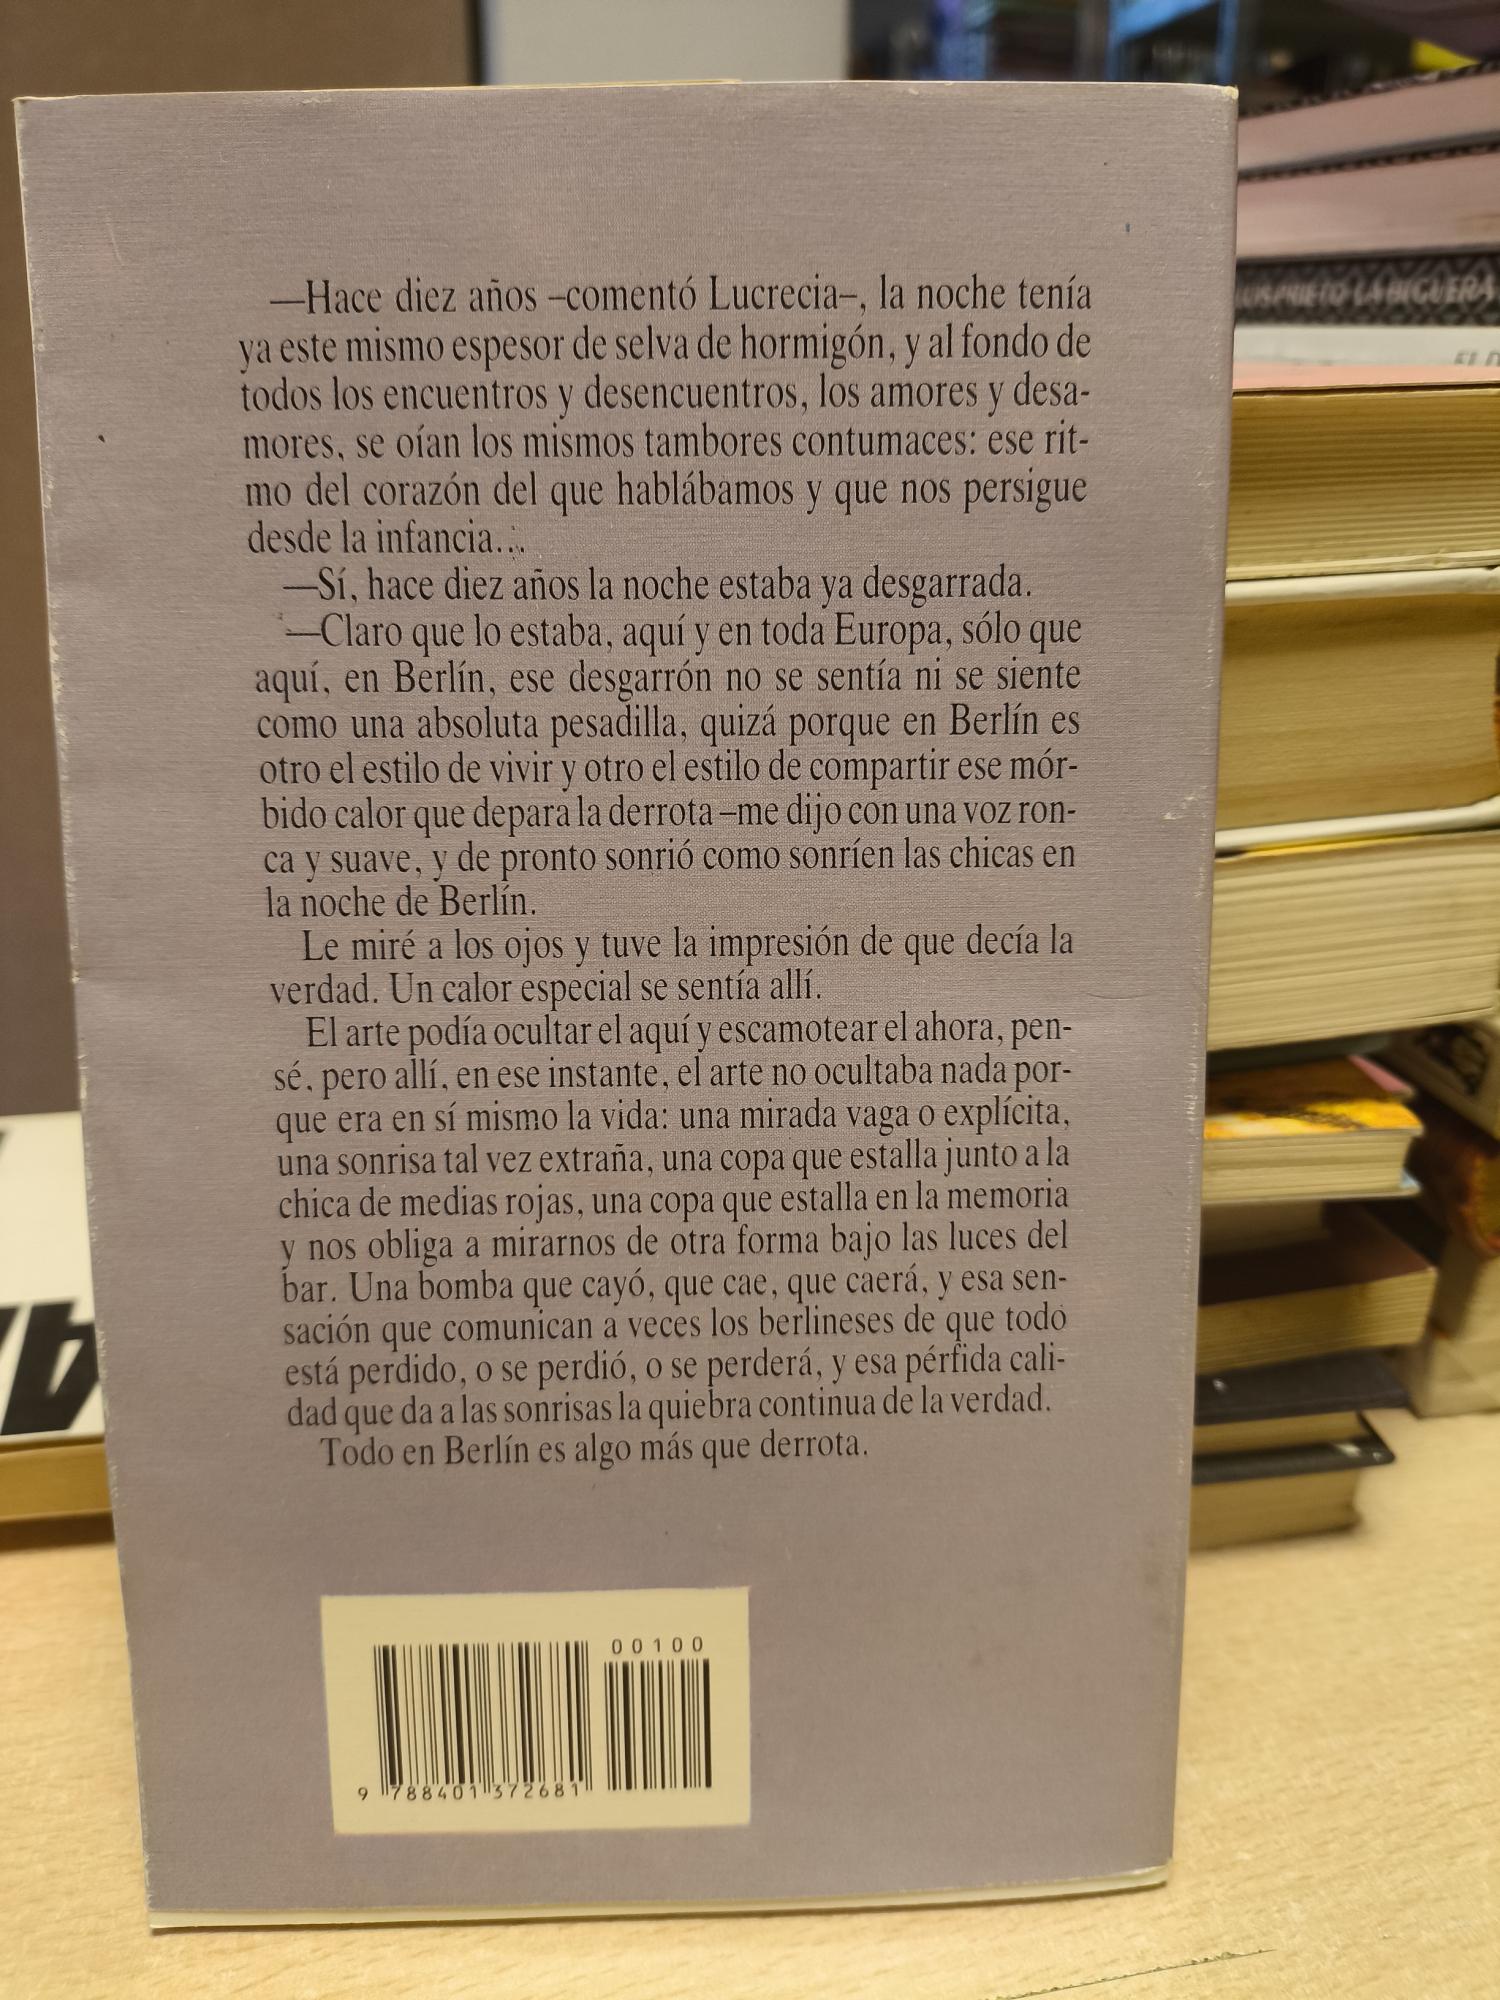 —Hace diez años –comentó Lucrecia–, la noche tenía
ya este mismo espesor de selva de hormigón, y al fondo de
todos los encuentros y desencuentros, los amores y desa-
mores, se oían los mismos tambores contumaces: ese rit-
mo del corazón del que hablábamos y que nos persigue
desde la infancia...
—Sí, hace diez años la noche estaba ya desgarrada.
—Claro que lo estaba, aquí y en toda Europa, sólo que
aquí, en Berlín, ese desgarrón no se sentía ni se siente
como una absoluta pesadilla, quizá porque en Berlín es
otro el estilo de vivir y otro el estilo de compartir ese mór-
bido calor que depara la derrota –me dijo con una voz ron-
ca y suave, y de pronto sonrió como sonríen las chicas en
la noche de Berlín.
Le miré a los ojos y tuve la impresión de que decía la
verdad. Un calor especial se sentía allí.
El arte podía ocultar el aquí y escamotear el ahora, pen-
sé, pero allí, en ese instante, el arte no ocultaba nada por-
que era en sí mismo la vida: una mirada vaga o explícita,
una sonrisa tal vez extraña, una copa que estalla junto a la
chica de medias rojas, una copa que estalla en la memoria
y nos obliga a mirarnos de otra forma bajo las luces del
bar. Una bomba que cayó, que cae, que caerá, y esa sen-
sación que comunican a veces los berlineses de que todo
está perdido, o se perdió, o se perderá, y esa pérfida cali-
dad que da a las sonrisas la quiebra continua de la verdad.
Todo en Berlín es algo más que derrota.
00100
9 788401 372681